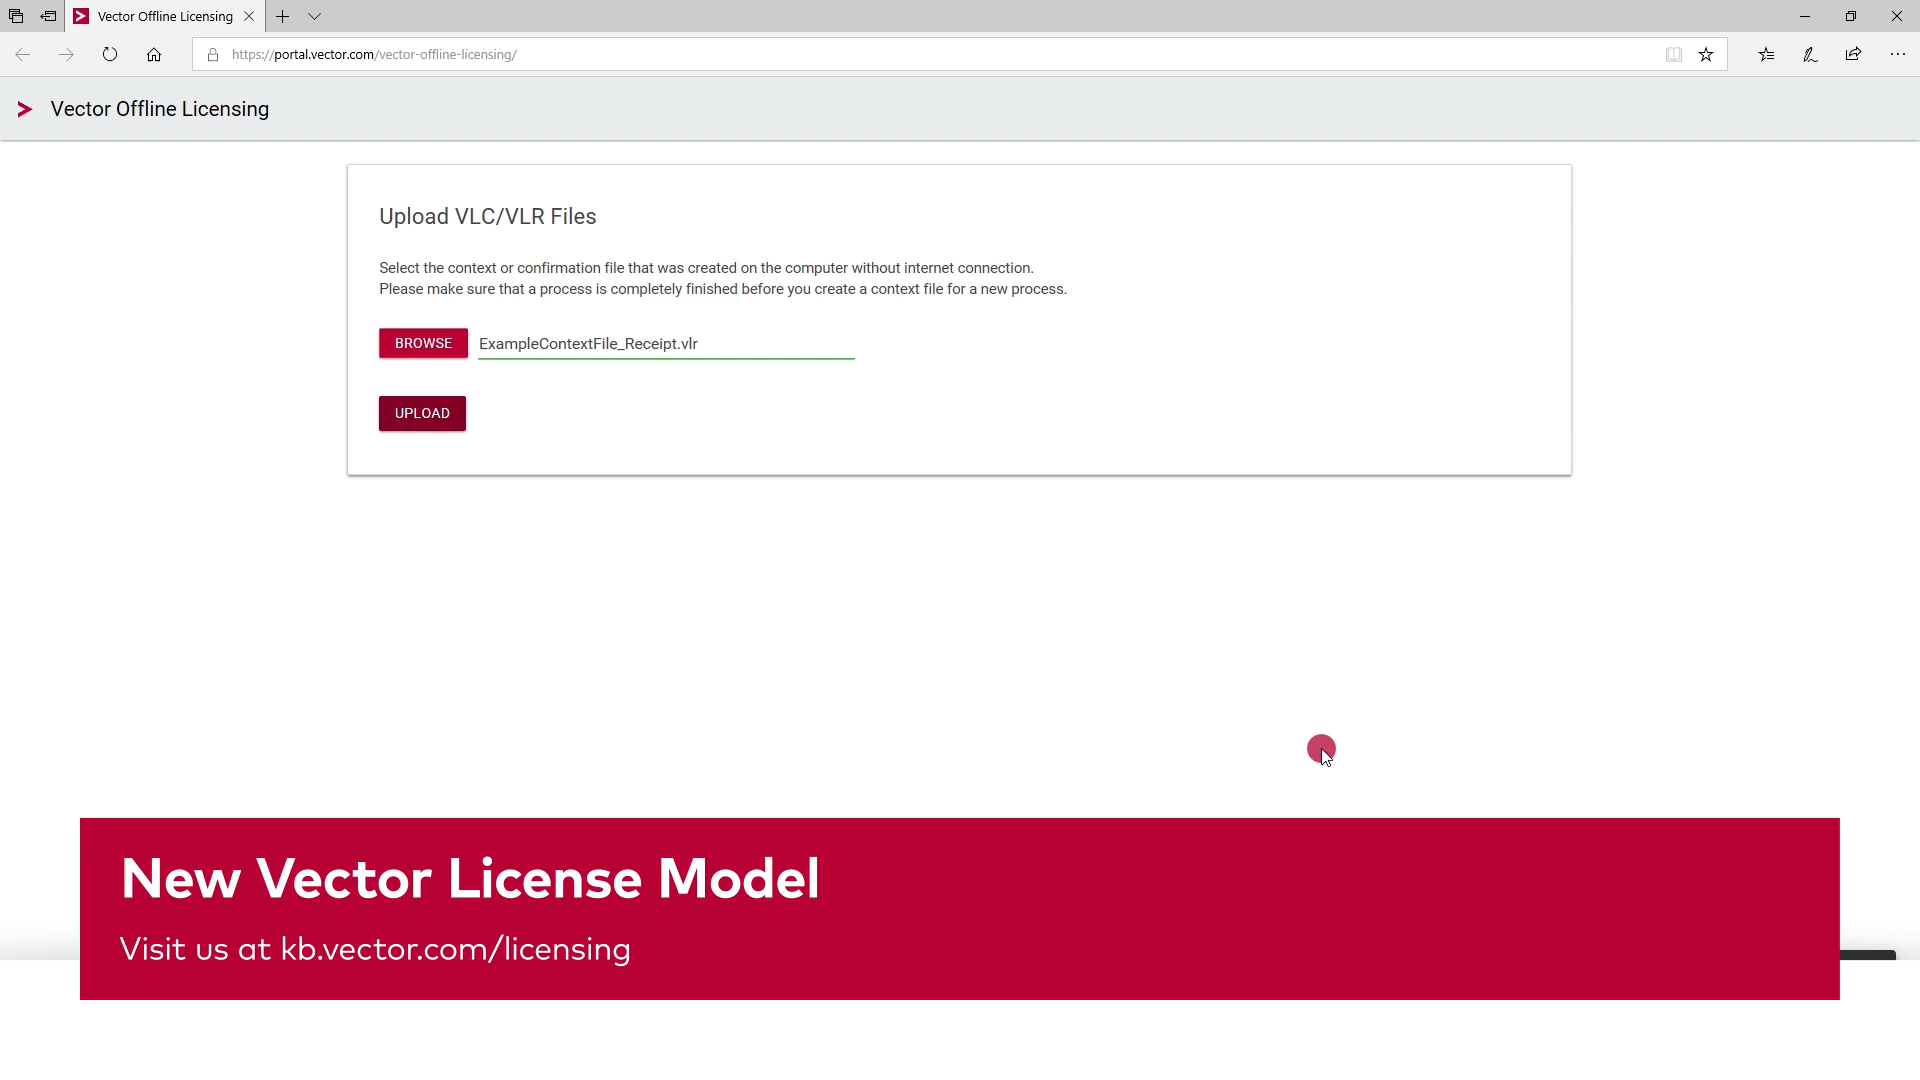 Vector Offline Licensing
https://portal.vector.com/vector-offline-licensing/
Vector Offline Licensing
Upload VLC/VLR Files
Select the context or confirmation file that was created on the computer without internet connection.
Please make sure that a process is completely finished before you create a context file for a new process.
BROWSE ExampleContextFile_Receipt.vlr
UPLOAD
New Vector License Model
Visit us at kb.vector.com/licensing